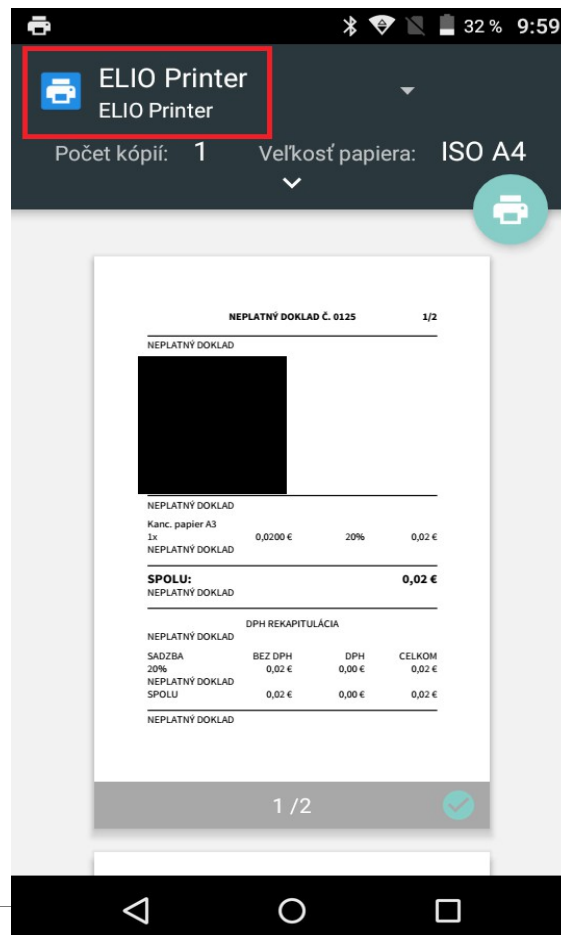 32 % 9:59
ELIO Printer
ELIO Printer
Počet kópií: 1 Veľkosť papiera: ISO A4
NEPLATNÝ DOKLAD Č. 0125 1/2
NEPLATNÝ DOKLAD
NEPLATNÝ DOKLAD
Kanc. papier A3
1x 0,0200 € 20% 0,02 €
NEPLATNÝ DOKLAD
SPOLU: 0,02 €
NEPLATNÝ DOKLAD
DPH REKAPITULÁCIA
NEPLATNÝ DOKLAD
SADZBA BEZ DPH DPH CELKOM
20% 0,02 € 0,00 € 0,02 €
NEPLATNÝ DOKLAD
SPOLU 0,02 € 0,00 € 0,02 €
NEPLATNÝ DOKLAD
1 /2